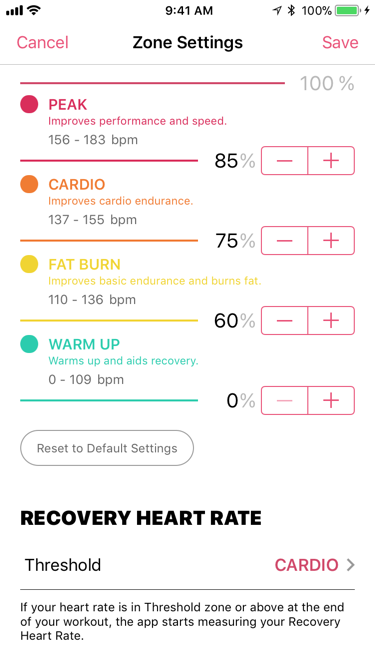 9:41 AM 100%
Cancel Zone Settings Save
100 %
PEAK
Improves performance and speed.
156 - 183 bpm
85%
CARDIO
Improves cardio endurance.
137 - 155 bpm
75%
FAT BURN
Improves basic endurance and burns fat.
110 - 136 bpm
60%
WARM UP
Warms up and aids recovery.
0 - 109 bpm
0%
Reset to Default Settings
RECOVERY HEART RATE
Threshold CARDIO
If your heart rate is in Threshold zone or above at the end
of your workout, the app starts measuring your Recovery
Heart Rate.